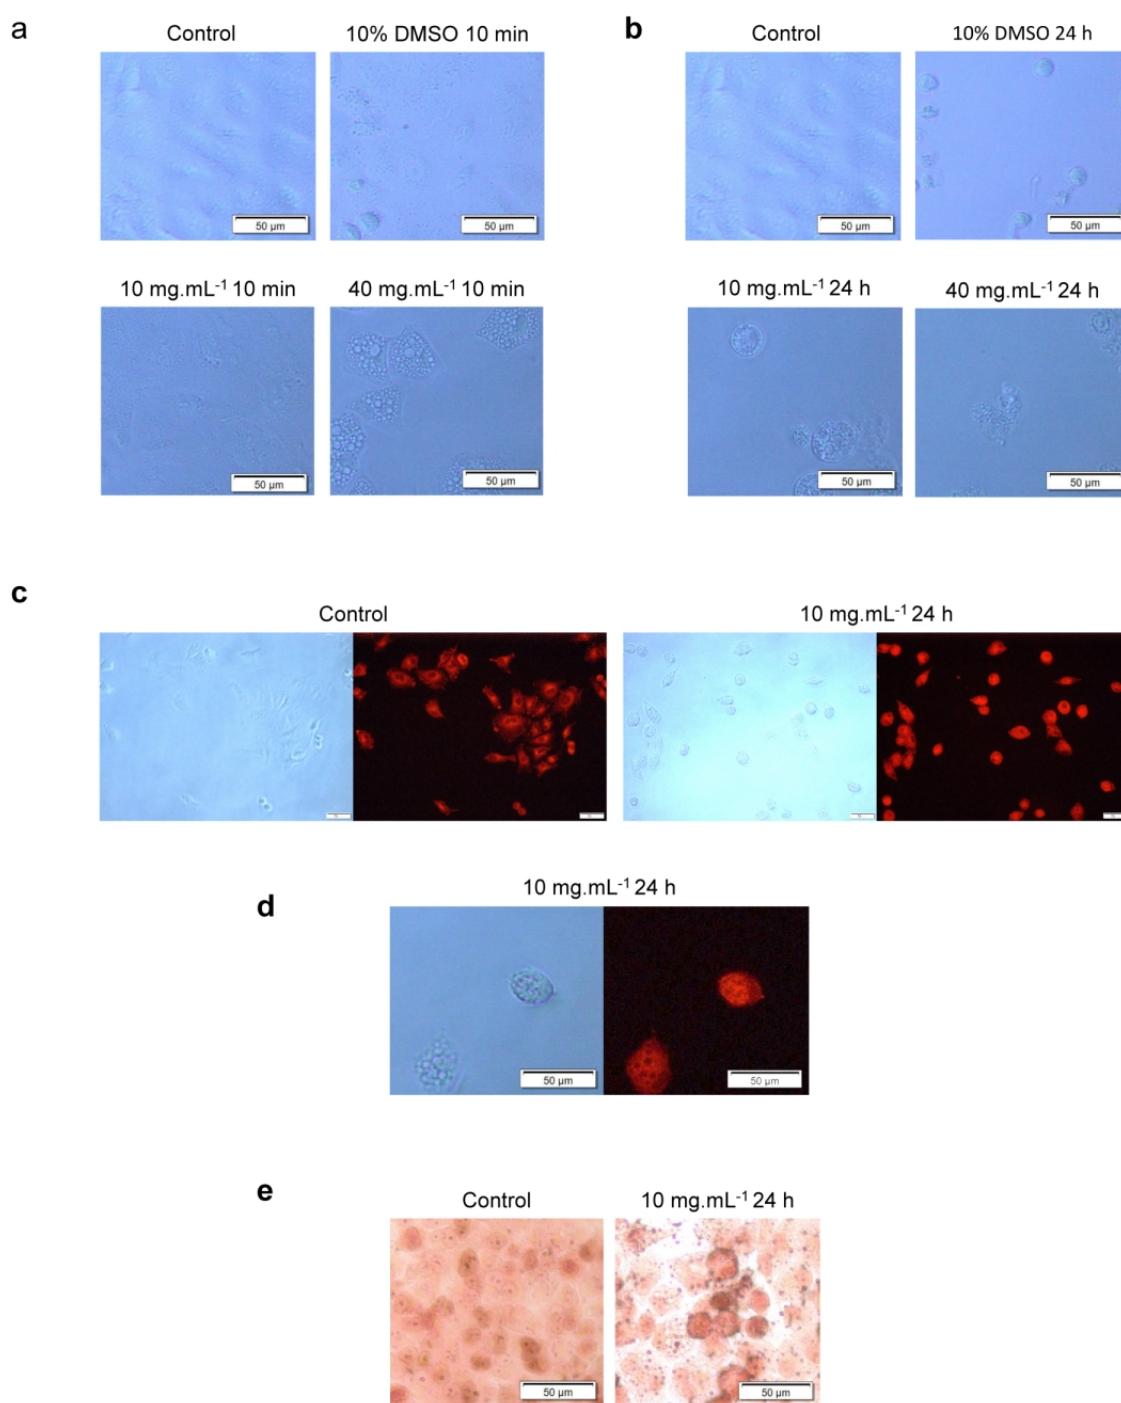 a
b
Control
10% DMSO 10 min
Control
10% DMSO 24 h
50 µm
50 µm
50 µm
50 µm
10 mg.mL⁻¹ 10 min
40 mg.mL⁻¹ 10 min
10 mg.mL⁻¹ 24 h
40 mg.mL⁻¹ 24 h
50 µm
50 µm
50 µm
50 µm
c
Control
10 mg.mL⁻¹ 24 h
d
10 mg.mL⁻¹ 24 h
50 µm
50 µm
e
Control
10 mg.mL⁻¹ 24 h
50 µm
50 µm